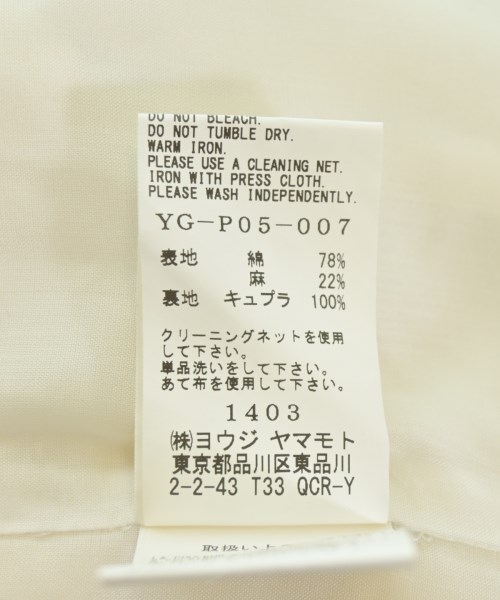 DO NOT BLEACH.
DO NOT TUMBLE DRY.
WARM IRON.
PLEASE USE A CLEANING NET.
IRON WITH PRESS CLOTH.
PLEASE WASH INDEPENDENTLY.
YG-P05-007
表地 綿 78%
麻 22%
裏地 キュプラ 100%
クリーニングネットを使用
して下さい。
単品洗いをして下さい。
あて布を使用して下さい。
1403
㈱ヨウジ ヤマモト
東京都品川区東品川
2-2-43 T33 QCR-Y
取扱い上